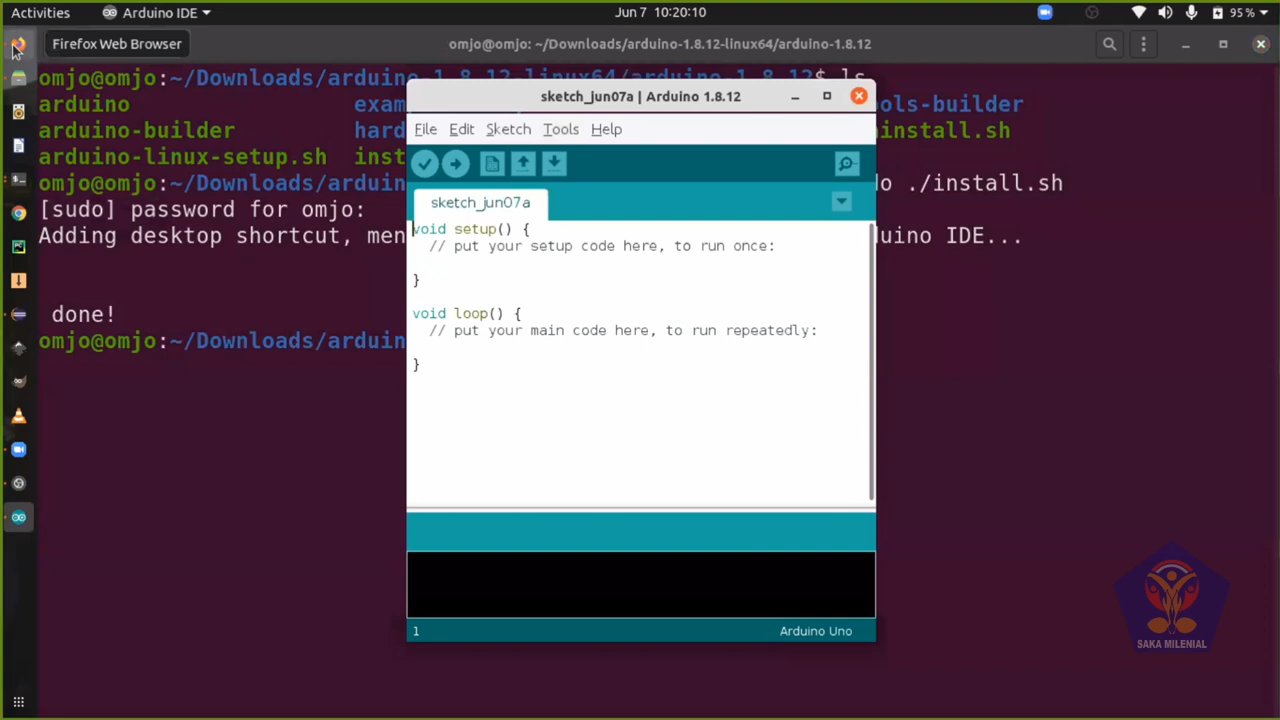 Activities
Arduino IDE
Jun 7 10:20:10
95 %
Firefox Web Browser
omjo@omjo: ~/Downloads/arduino-1.8.12-linux64/arduino-1.8.12
omjo@omjo:~/Downloads/arduino-1.8.12-linux64/arduino-1.8.12$ ls
arduino exam ols-builder
arduino-builder hard install.sh
arduino-linux-setup.sh inst
omjo@omjo:~/Downloads/arduin do ./install.sh
[sudo] password for omjo:
Adding desktop shortcut, men duino IDE...
done!
omjo@omjo:~/Downloads/arduin
sketch_jun07a | Arduino 1.8.12
File Edit Sketch Tools Help
sketch_jun07a
void setup() {
// put your setup code here, to run once:
}
void loop() {
// put your main code here, to run repeatedly:
}
1
Arduino Uno
SAKA MILENIAL